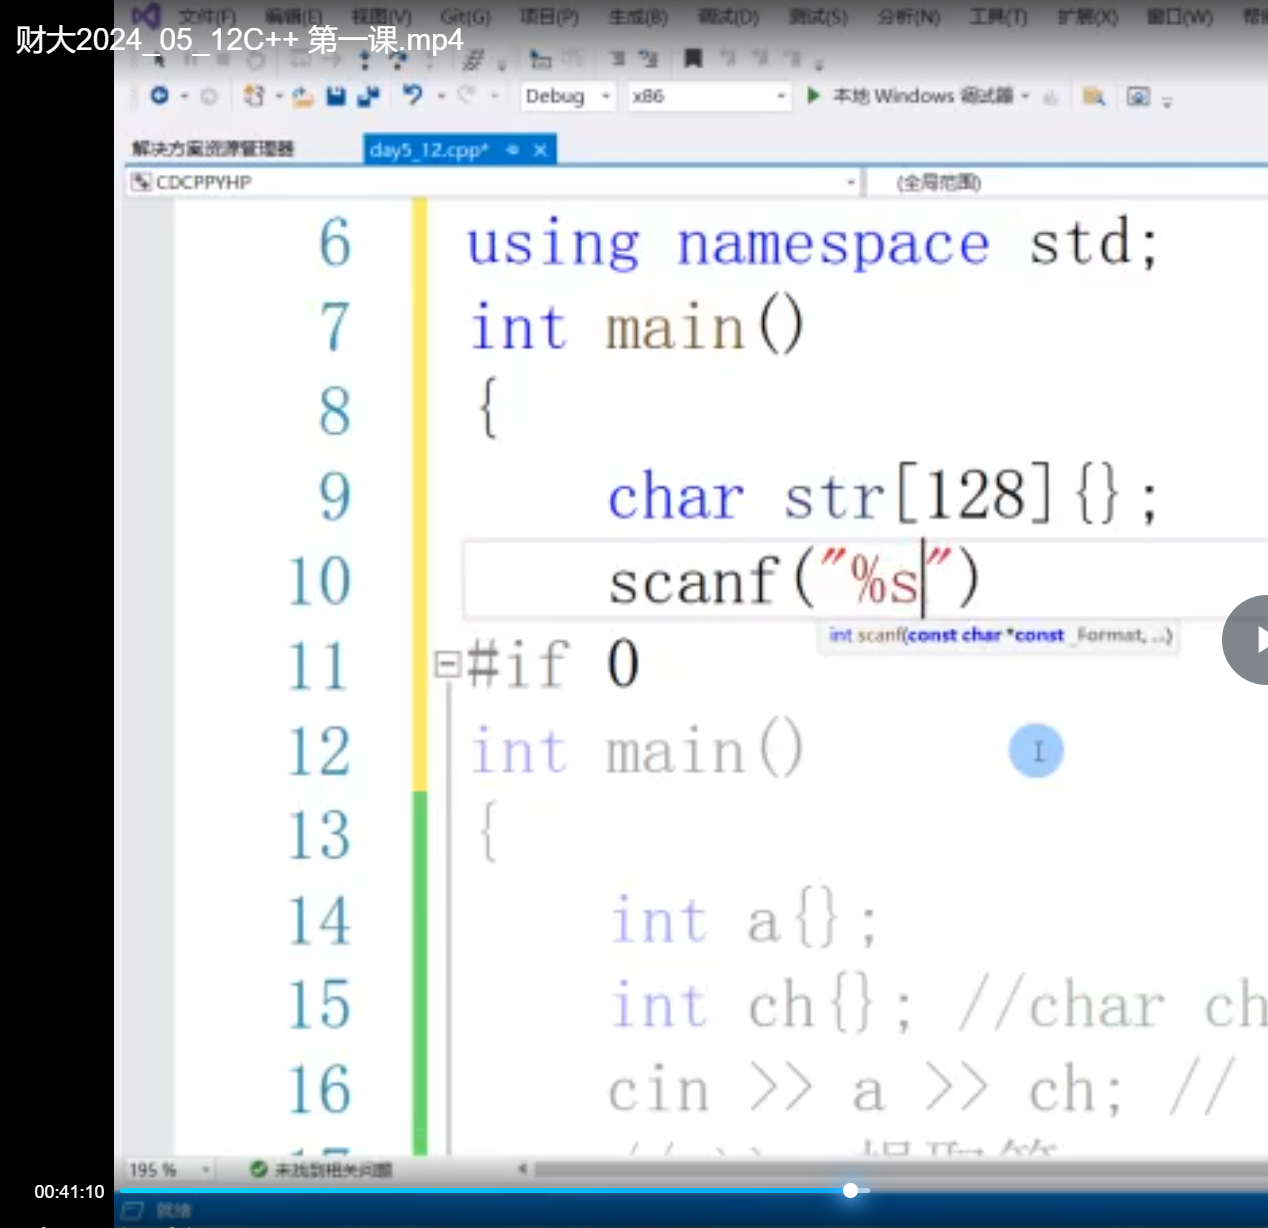 文件(F) 编辑(E) 视图(V) Git(G) 项目(P) 生成(B) 调试(D) 测试(S) 分析(N) 工具(T) 扩展(X) 窗口(W)
财大2024_05_12C++ 第一课.mp4
Debug x86 本地 Windows 调试器
解决方案资源管理器 day5_12.cpp*
CDCPPYHP (全局范围)
6 using namespace std;
7 int main()
8 {
9 char str[128]{};
10 scanf("%s")
int scanf(const char *const _Format, ...)
11 #if 0
12 int main()
13 {
14 int a{};
15 int ch{}; //char ch
16 cin >> a >> ch; //
195 % 未找到相关问题
00:41:10
就绪